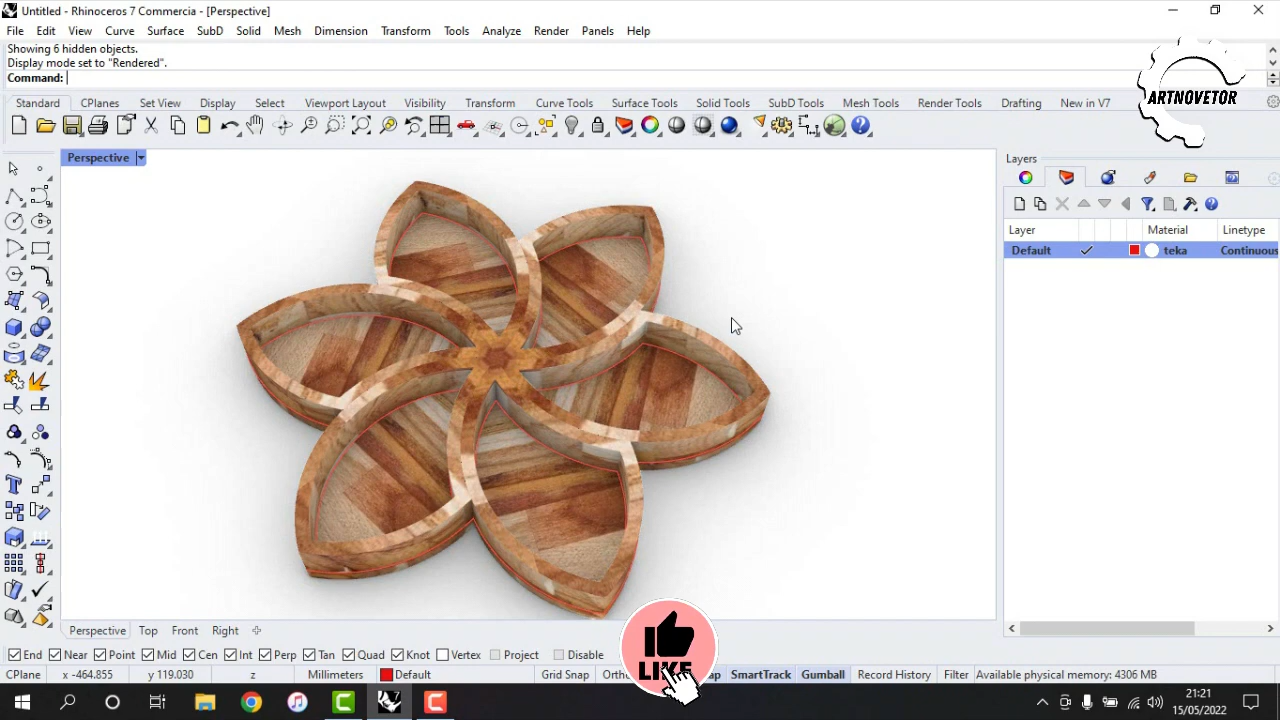 Untitled - Rhinoceros 7 Commercia - [Perspective]
File Edit View Curve Surface SubD Solid Mesh Dimension Transform Tools Analyze Render Panels Help
Showing 6 hidden objects.
Display mode set to "Rendered".
Command:
ARTNOVETOR
Standard CPlanes Set View Display Select Viewport Layout Visibility Transform Curve Tools Surface Tools Solid Tools SubD Tools Mesh Tools Render Tools Drafting New in V7
Perspective
Layers
Layer Material Linetype
Default teka Continuous
Perspective Top Front Right
End Near Point Mid Cen Int Perp Tan Quad Knot Vertex Project Disable
LIKE
CPlane x -464.855 y 119.030 z Millimeters Default Grid Snap SmartTrack Gumball Record History Filter Available physical memory: 4306 MB
21:21
15/05/2022